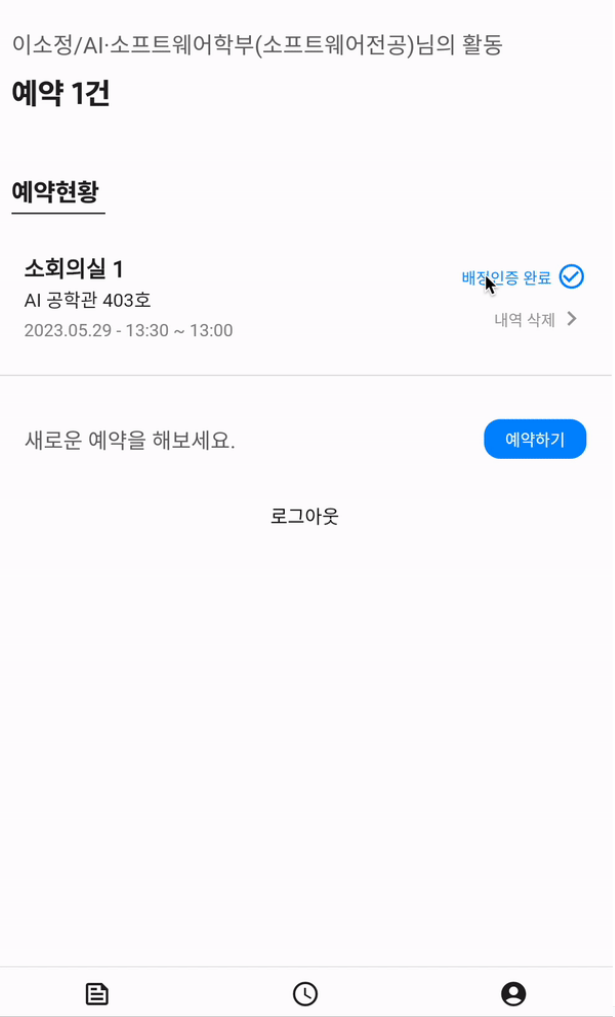 이소정/AI·소프트웨어학부(소프트웨어전공)님의 활동
예약 1건
예약현황
소회의실 1
배정인증 완료
AI 공학관 403호
내역 삭제
2023.05.29 - 13:30 ~ 13:00
새로운 예약을 해보세요.
예약하기
로그아웃